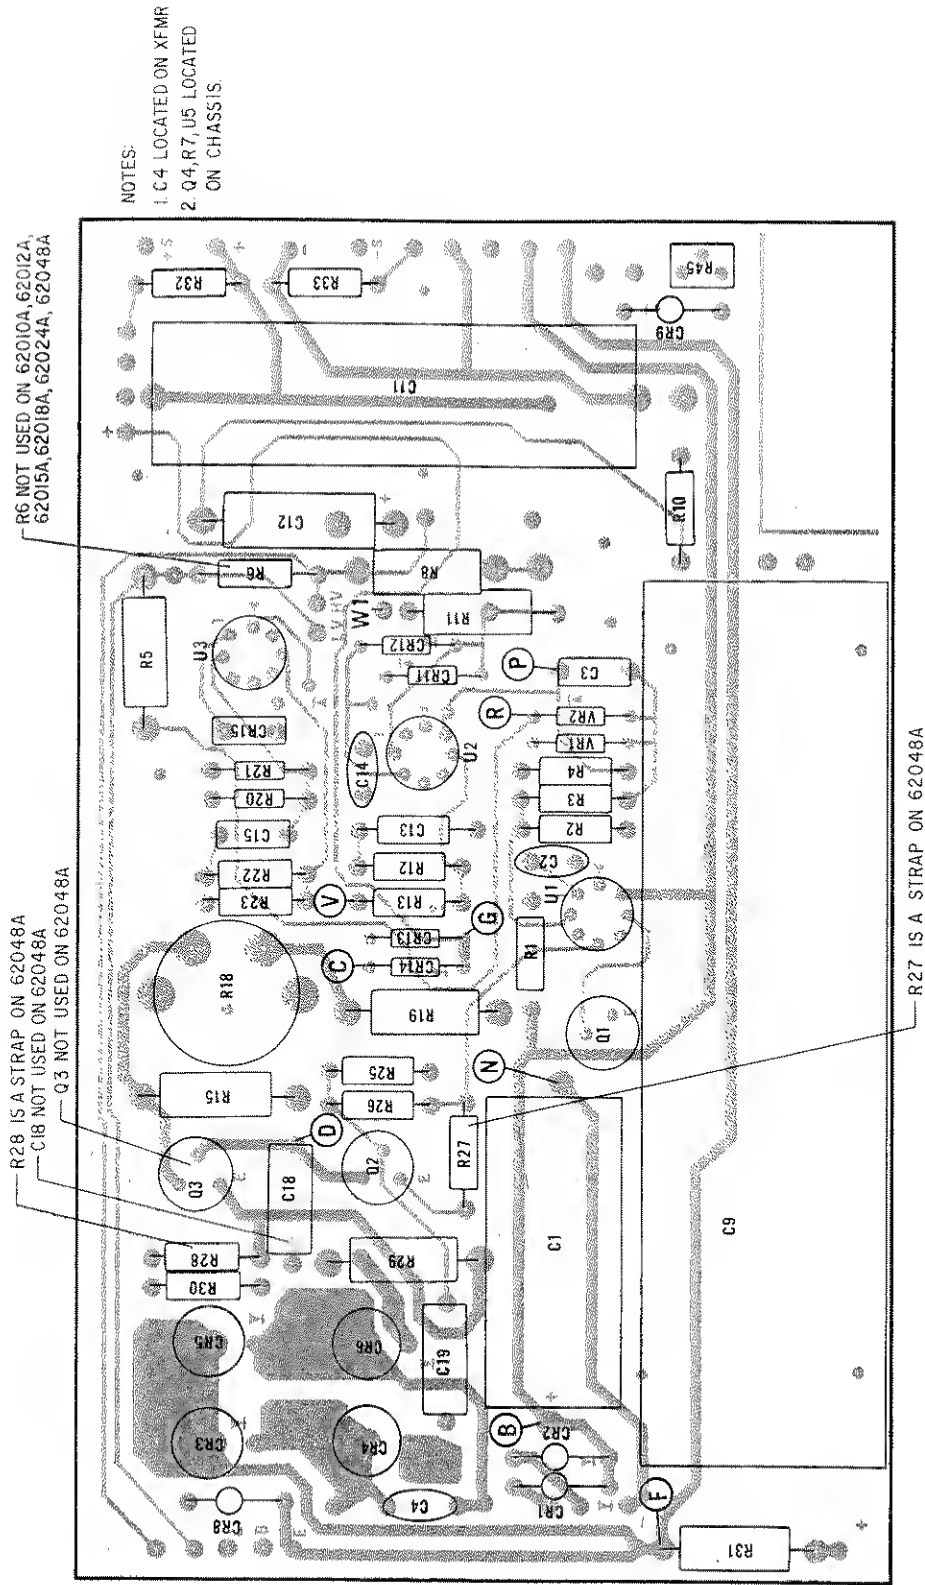 NOTES:
1. C4 LOCATED ON XFMR
2. Q4, R7, U5 LOCATED
ON CHASSIS.
R6 NOT USED ON 62010A, 62012A,
62015A, 62018A, 62024A, 62048A
R28 IS A STRAP ON 62048A
C18 NOT USED ON 62048A
Q3 NOT USED ON 62048A
R27 IS A STRAP ON 62048A
+S
+
-
-S
R32
R33
R45
CR9
C11
+
C12
+
R10
R6
R8
R5
U3
LV HV
W1
R11
CR12
CR11
P
C3
CR15
R
VR2
VR1
U2
C14
R21
R20
R4
R3
R2
C15
C13
R22
R23
R12
R13
V
C2
U1
G
CR13
CR14
C
R1
R18
R19
Q1
E
N
R15
R25
R26
D
R27
Q3
E
C18
Q2
E
C1
C9
R28
R30
R29
CR5
CR6
C19
CR3
CR4
+
B
CR2
CR1
CR8
C4
F
-
R31
+